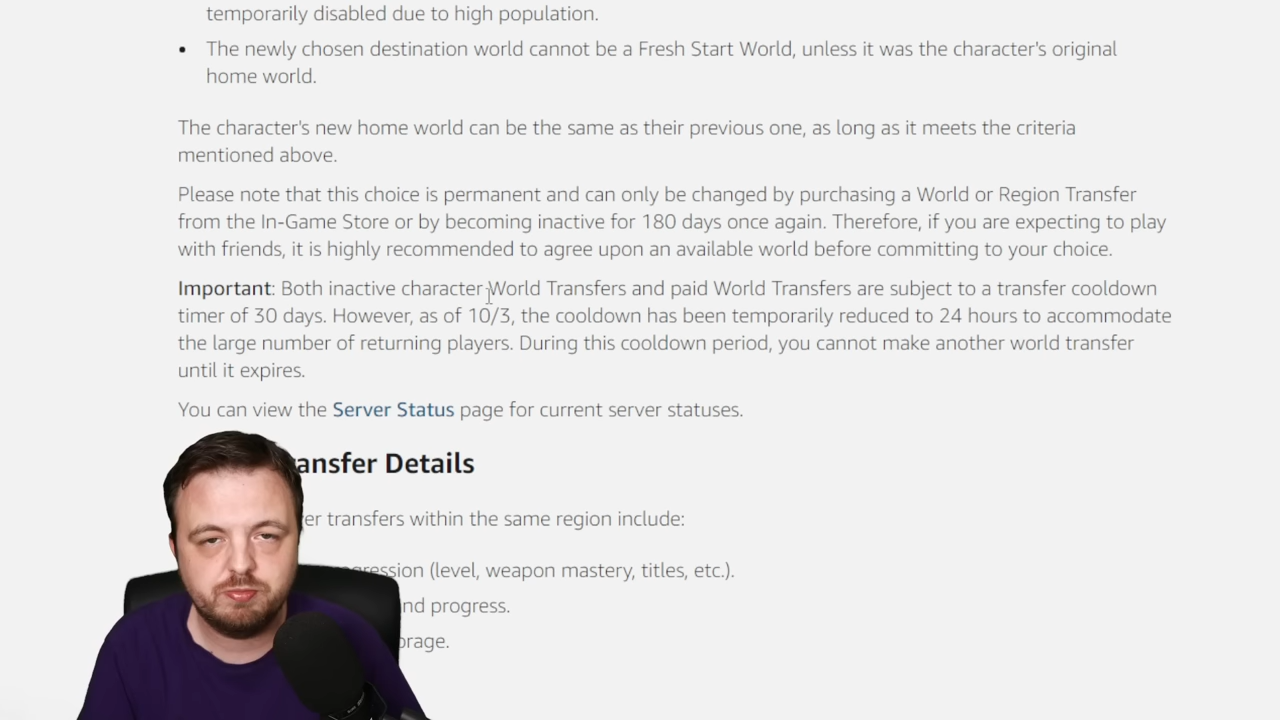 temporarily disabled due to high population.
• The newly chosen destination world cannot be a Fresh Start World, unless it was the character's original
home world.
The character's new home world can be the same as their previous one, as long as it meets the criteria
mentioned above.
Please note that this choice is permanent and can only be changed by purchasing a World or Region Transfer
from the In-Game Store or by becoming inactive for 180 days once again. Therefore, if you are expecting to play
with friends, it is highly recommended to agree upon an available world before committing to your choice.
Important: Both inactive character World Transfers and paid World Transfers are subject to a transfer cooldown
timer of 30 days. However, as of 10/3, the cooldown has been temporarily reduced to 24 hours to accommodate
the large number of returning players. During this cooldown period, you cannot make another world transfer
until it expires.
You can view the Server Status page for current server statuses.
ansfer Details
er transfers within the same region include:
gression (level, weapon mastery, titles, etc.).
nd progress.
orage.